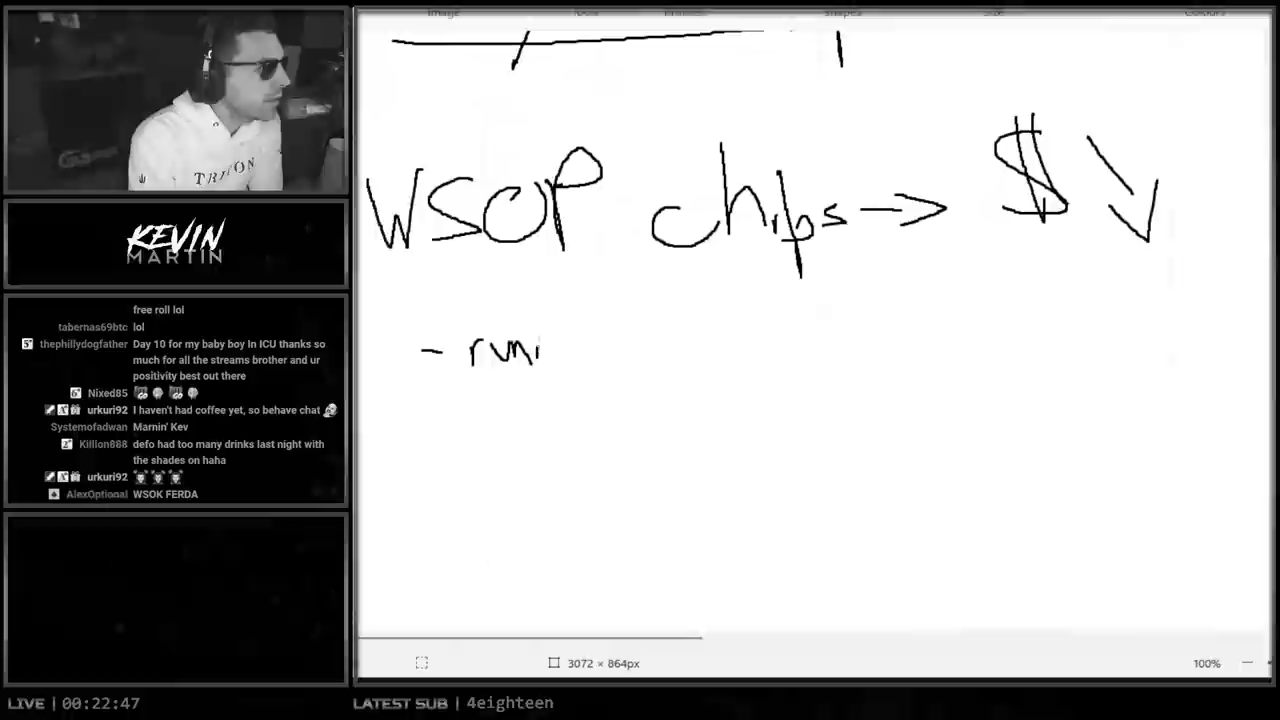 WSOP chips -> $
- runi
TRITON
KEVIN
MARTIN
free roll lol
tabernas69btc lol
thephillydogfather Day 10 for my baby boy In ICU thanks so
much for all the streams brother and ur
positivity best out there
Nixed85
urkuri92 I haven't had coffee yet, so behave chat
Systemofadwan Marnin' Kev
Killion888 defo had too many drinks last night with
the shades on haha
urkuri92
AlexOptional WSOK FERDA
3072 × 864px
100%
LIVE | 00:22:47
LATEST SUB | 4eighteen